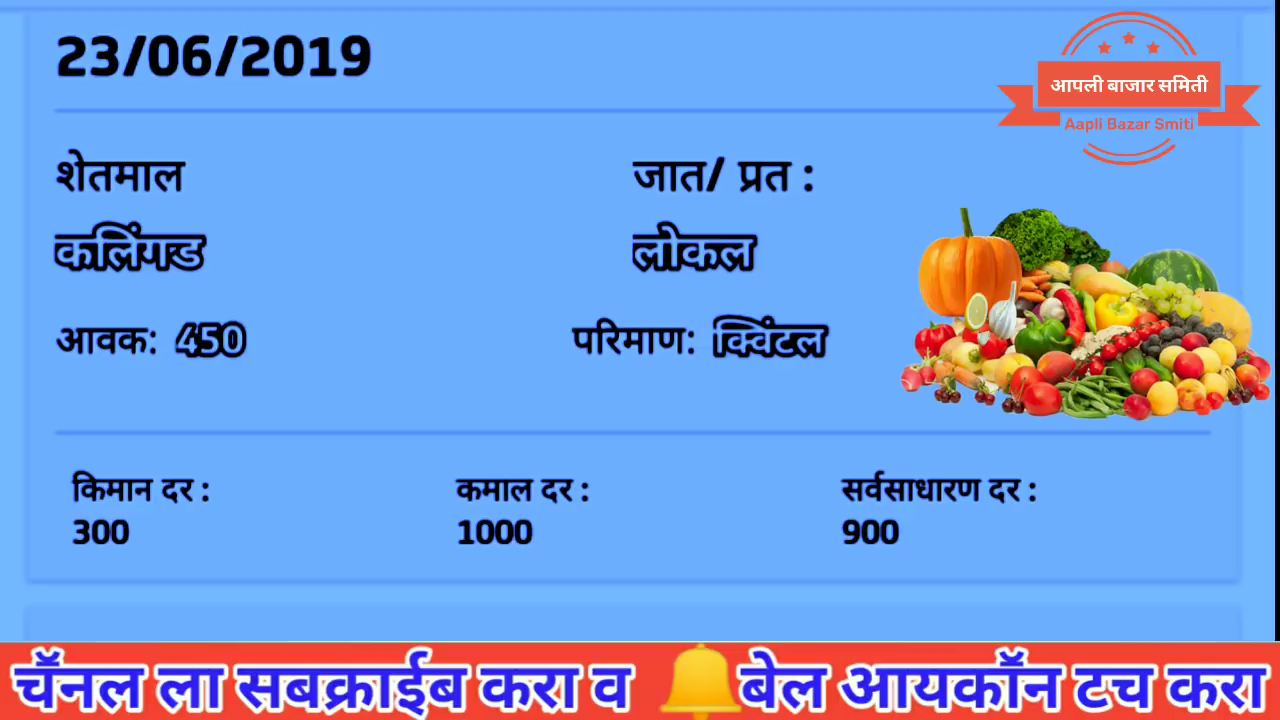 23/06/2019
आपली बाजार समिती
Aapli Bazar Smiti
शेतमाल जात/ प्रत :
कलिंगड लोकल
आवक: 450 परिमाण: क्विंटल
किमान दर : कमाल दर : सर्वसाधारण दर :
300 1000 900
चॅंनल ला सबक्राईब करा व बेल आयकॉंन टच करा